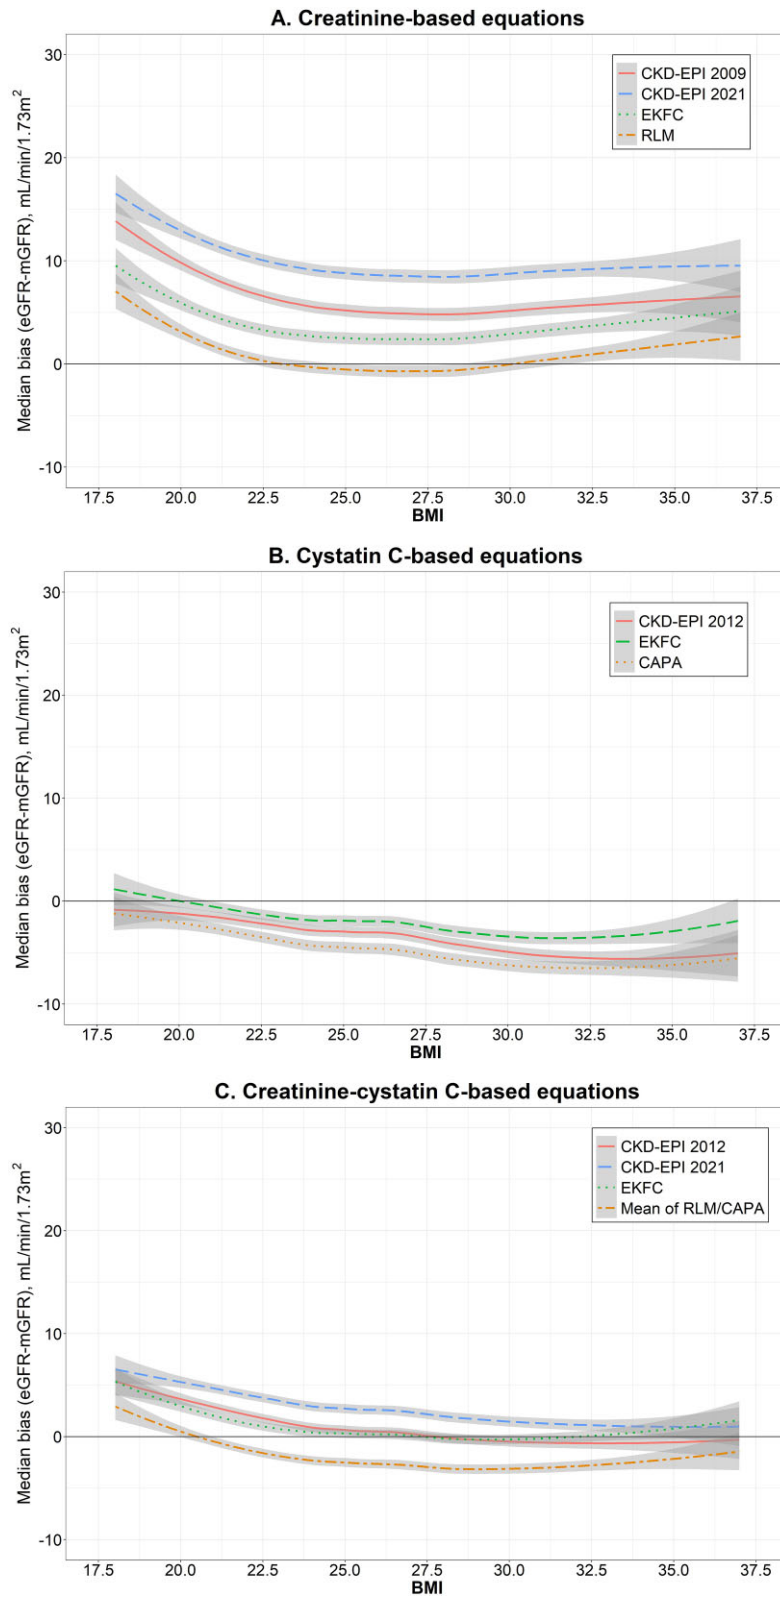 A. Creatinine-based equations
Median bias (eGFR-mGFR), mL/min/1.73m²
30
20
10
0
-10
CKD-EPI 2009
CKD-EPI 2021
EKFC
RLM
17.5 20.0 22.5 25.0 27.5 30.0 32.5 35.0 37.5
BMI
B. Cystatin C-based equations
Median bias (eGFR-mGFR), mL/min/1.73m²
30
20
10
0
-10
CKD-EPI 2012
EKFC
CAPA
17.5 20.0 22.5 25.0 27.5 30.0 32.5 35.0 37.5
BMI
C. Creatinine-cystatin C-based equations
Median bias (eGFR-mGFR), mL/min/1.73m²
30
20
10
0
-10
CKD-EPI 2012
CKD-EPI 2021
EKFC
Mean of RLM/CAPA
17.5 20.0 22.5 25.0 27.5 30.0 32.5 35.0 37.5
BMI